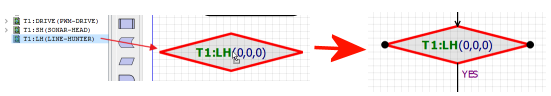 T1:DRIVE(PWM-DRIVE)
T1:SH(SONAR-HEAD)
T1:LH(LINE-HUNTER)
T1:LH(0,0,0)
T1:LH(0,0,0)
YES